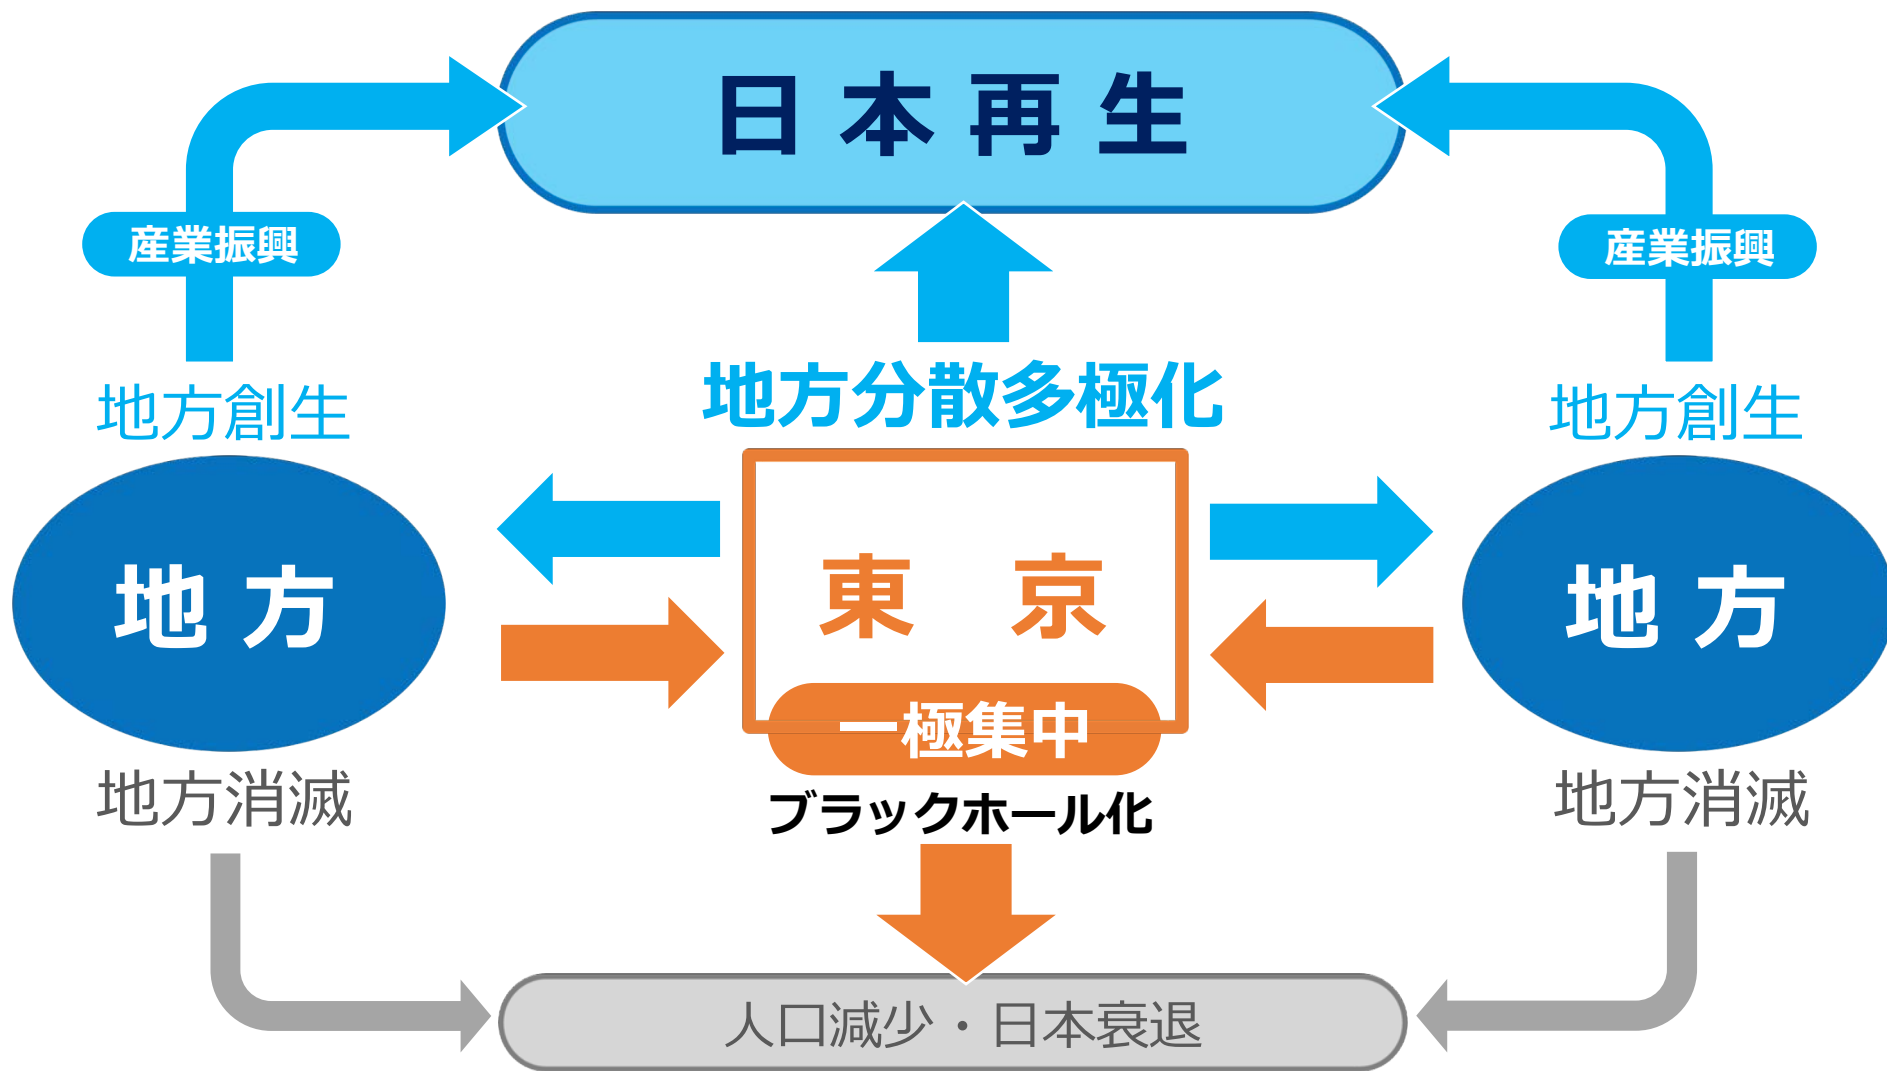 日本再生
産業振興
産業振興
地方分散多極化
地方創生
地方創生
地方
東京
地方
一極集中
地方消滅
ブラックホール化
地方消滅
人口減少・日本衰退